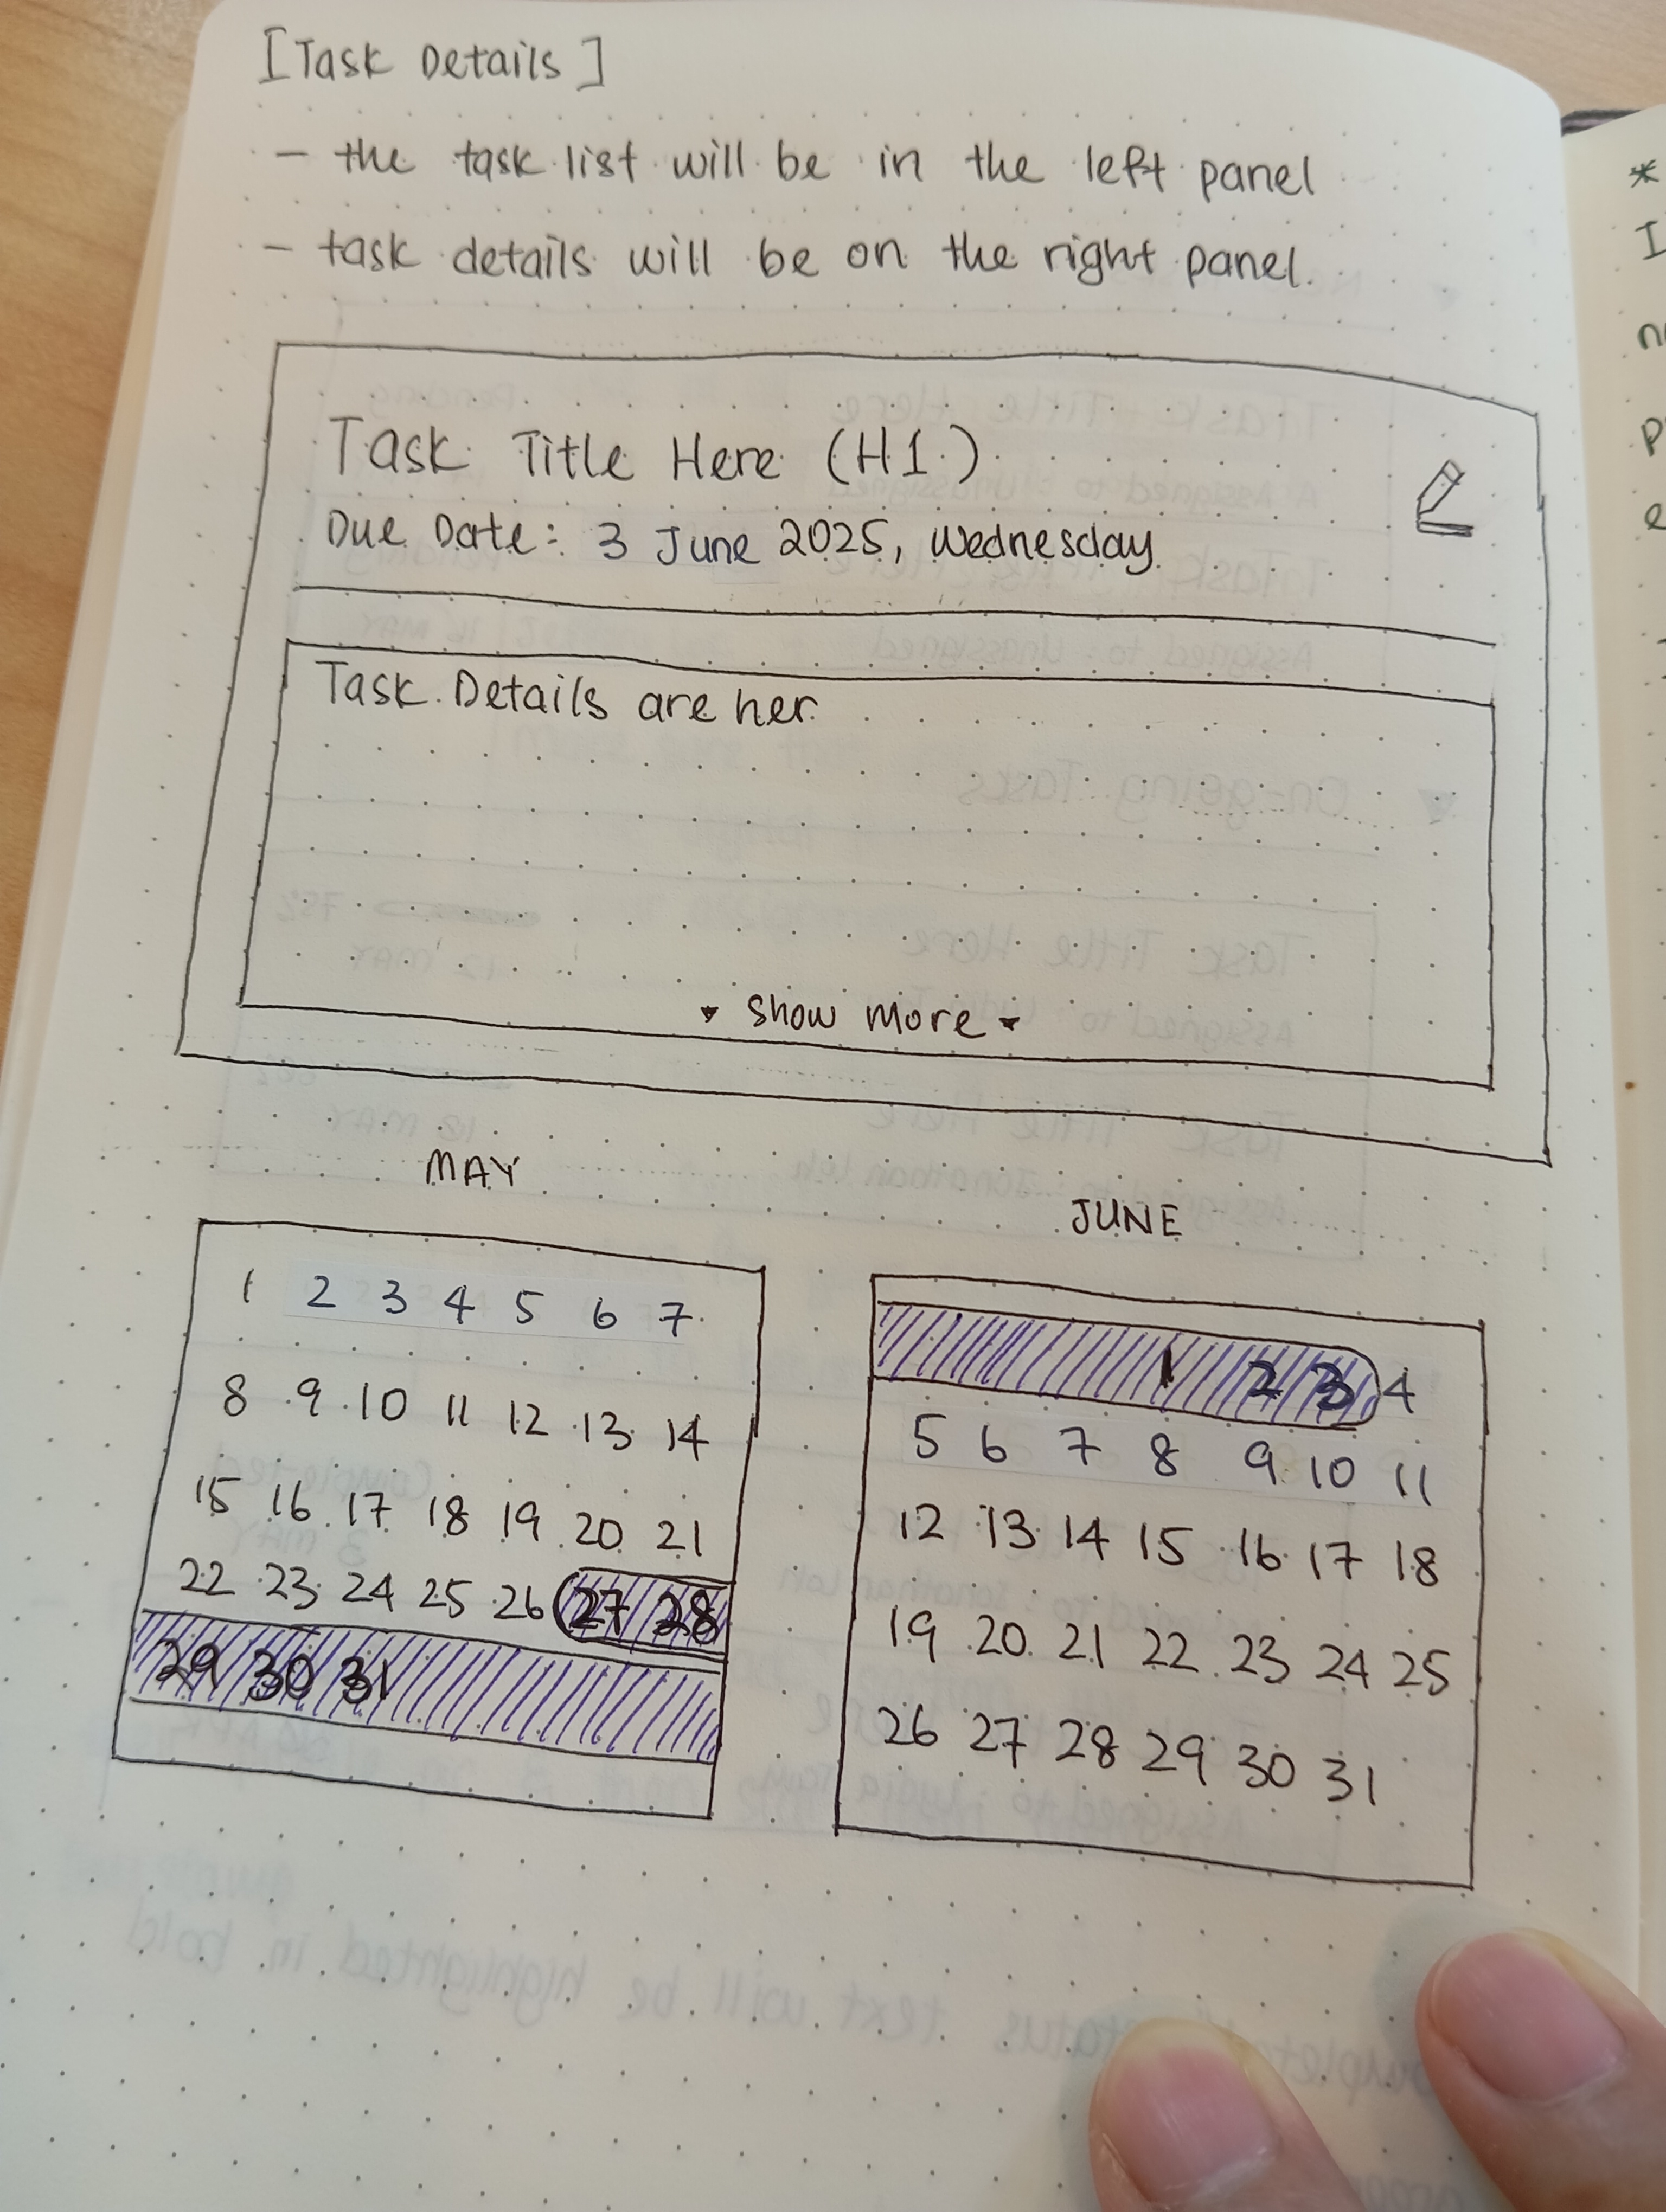 [Task Details]
- the task list will be in the left panel
- task details will be on the right panel.
Task Title Here (H1)
Due Date: 3 June 2025, Wednesday
Task Details are her
▾ Show more ▾
MAY
1 2 3 4 5 6 7
8 9 10 11 12 13 14
15 16 17 18 19 20 21
22 23 24 25 26 27 28
29 30 31
JUNE
1 2 3 4
5 6 7 8 9 10 11
12 13 14 15 16 17 18
19 20 21 22 23 24 25
26 27 28 29 30 31
*
I